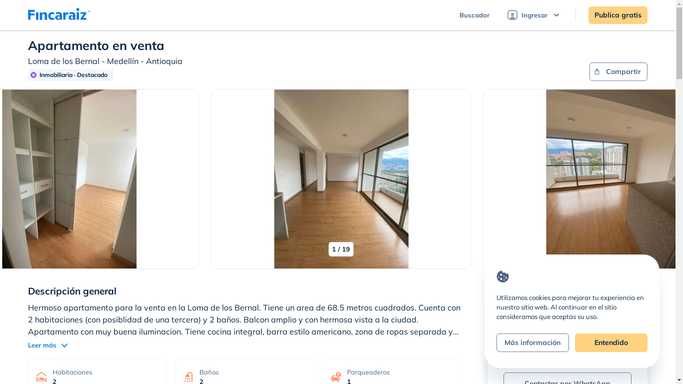 Fincaraiz
Buscador
Ingresar
Publica gratis
Apartamento en venta
Loma de los Bernal - Medellín - Antioquia
Inmobiliaria · Destacado
Compartir
1 / 19
Descripción general
Hermoso apartamento para la venta en la Loma de los Bernal. Tiene un area de 68.5 metros cuadrados. Cuenta con
2 habitaciones (con posiblidad de una tercera) y 2 baños. Balcon amplio y con hermosa vista a la ciudad.
Apartamento con muy buena iluminacion. Tiene cocina integral, barra estilo americano, zona de ropas separada y...
Leer más
Habitaciones
2
Baños
2
Parqueaderos
1
Utilizamos cookies para mejorar tu experiencia en
nuestro sitio web. Al continuar en el sitio
consideramos que aceptas su uso.
Más información
Entendido
Contactar por WhatsApp